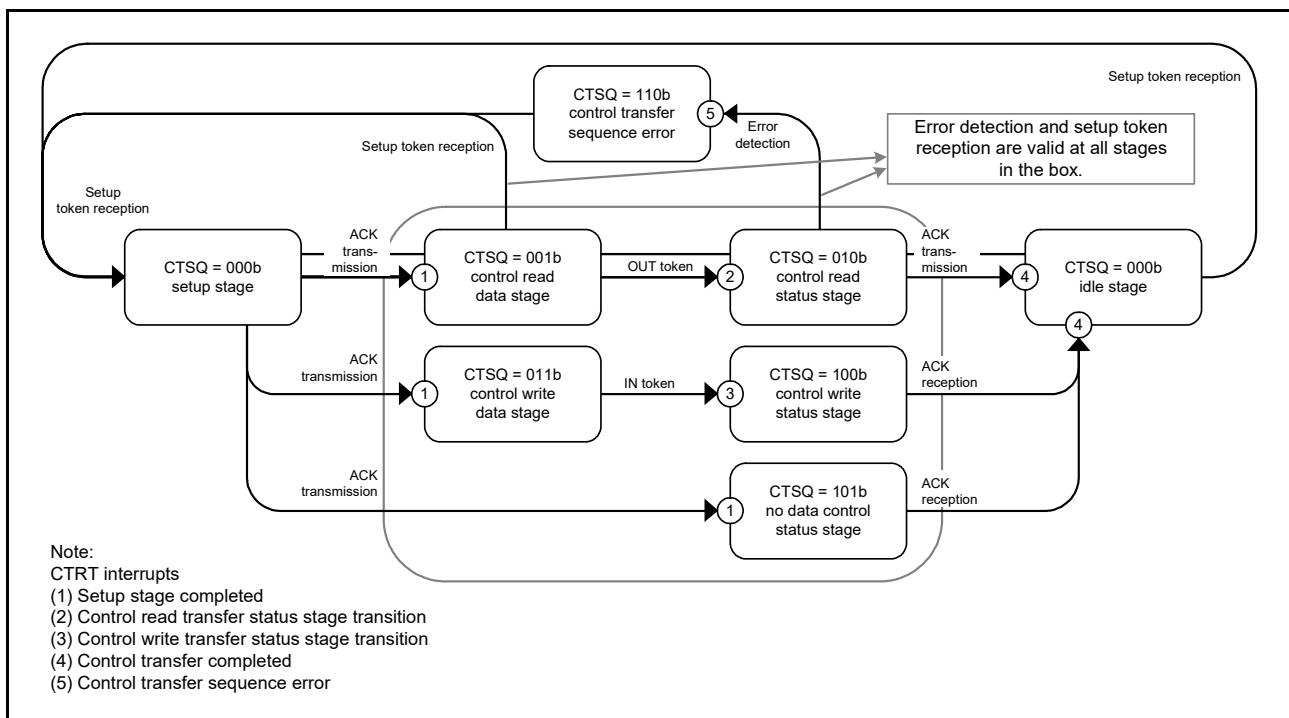 Setup token reception
CTSQ = 110b
control transfer
sequence error
5
Error
detection
Setup token reception
Error detection and setup token
reception are valid at all stages
in the box.
Setup
token reception
CTSQ = 000b
setup stage
ACK
trans-
mission
1
CTSQ = 001b
control read
data stage
OUT token
2
CTSQ = 010b
control read
status stage
ACK
trans-
mission
4
CTSQ = 000b
idle stage
4
ACK
transmission
1
CTSQ = 011b
control write
data stage
IN token
3
CTSQ = 100b
control write
status stage
ACK
reception
ACK
transmission
1
CTSQ = 101b
no data control
status stage
ACK
reception
Note:
CTRT interrupts
(1) Setup stage completed
(2) Control read transfer status stage transition
(3) Control write transfer status stage transition
(4) Control transfer completed
(5) Control transfer sequence error